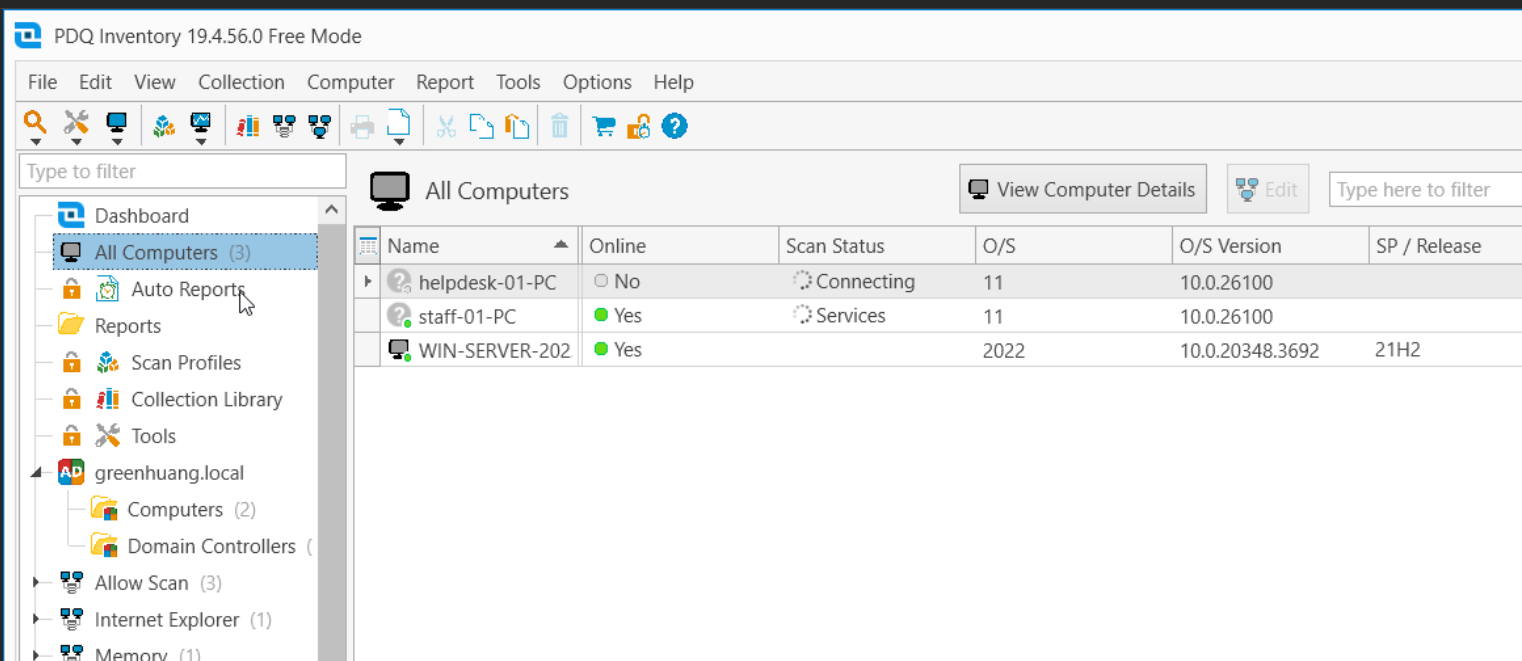 PDQ Inventory 19.4.56.0 Free Mode
File Edit View Collection Computer Report Tools Options Help
Type to filter
All Computers
View Computer Details
Edit
Type here to filter
Dashboard
All Computers (3)
Auto Reports
Reports
Scan Profiles
Collection Library
Tools
AD greenhuang.local
Computers (2)
Domain Controllers (
Allow Scan (3)
Internet Explorer (1)
Memory (1)
Name Online Scan Status O/S O/S Version SP / Release
helpdesk-01-PC No Connecting 11 10.0.26100
staff-01-PC Yes Services 11 10.0.26100
WIN-SERVER-202 Yes 2022 10.0.20348.3692 21H2